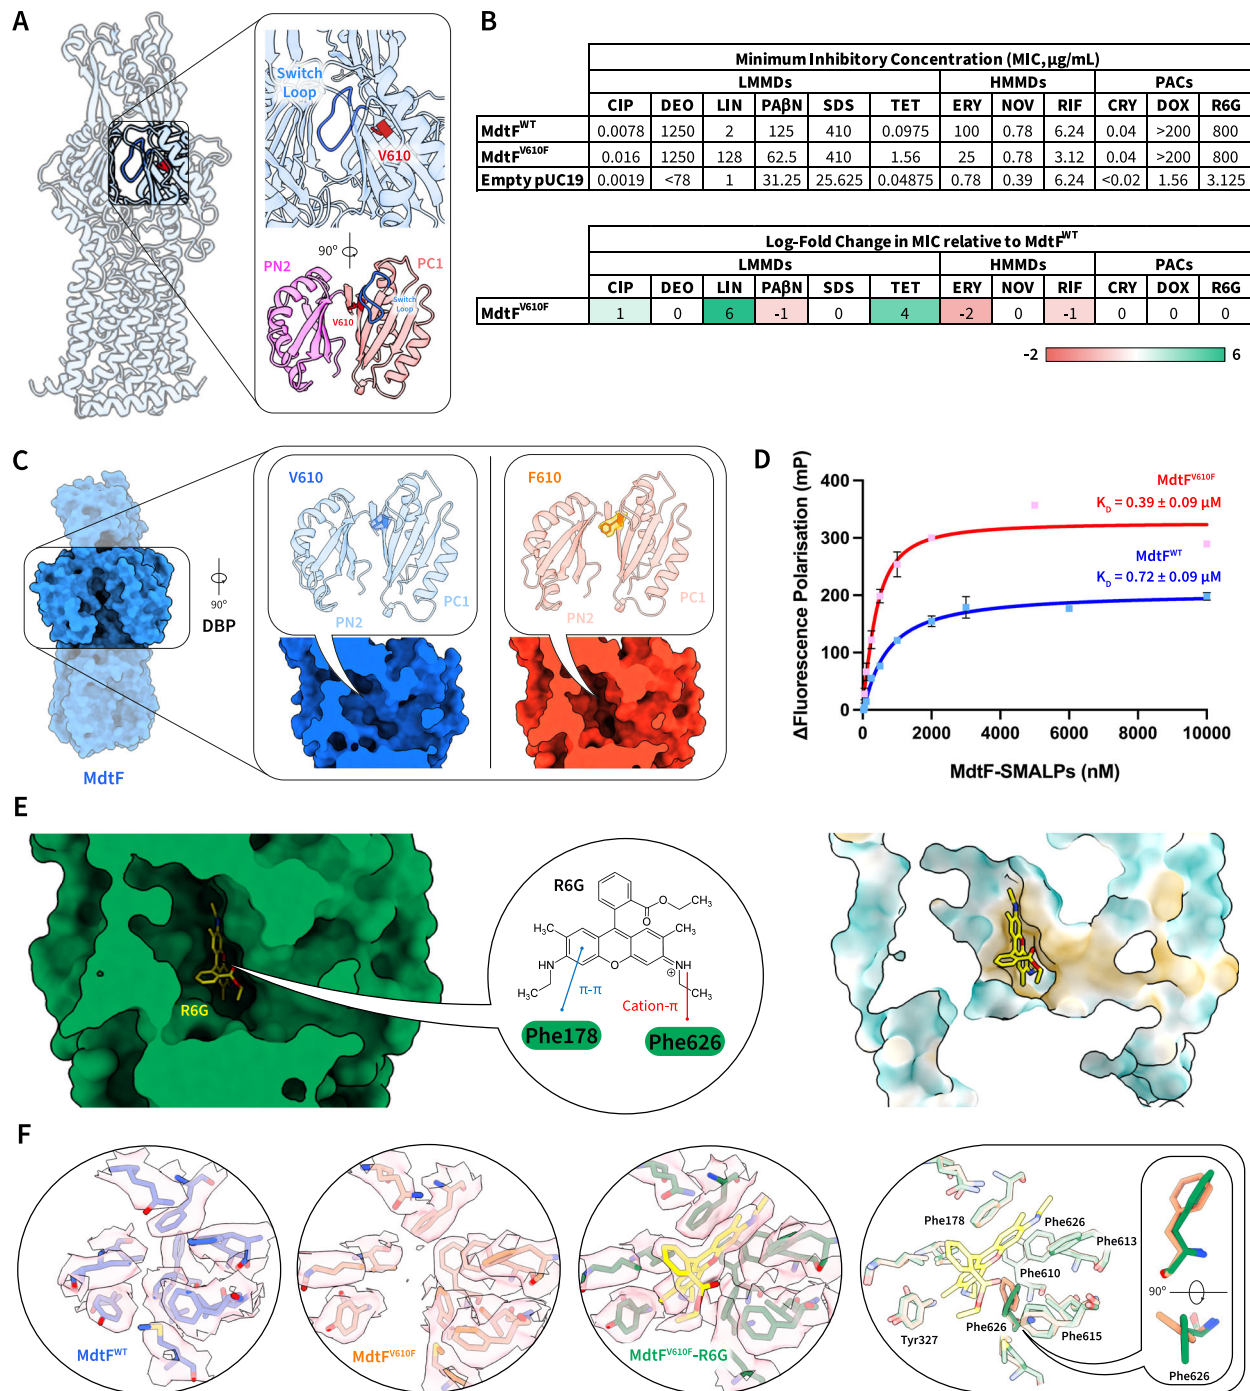 A
Switch
Loop
V610
90°
PN2
PC1
V610
Switch
Loop
B
Minimum Inhibitory Concentration (MIC,µg/mL)
LMMDs HMMDs PACs
CIP DEO LIN PAβN SDS TET ERY NOV RIF CRY DOX R6G
MdtF^WT 0.0078 1250 2 125 410 0.0975 100 0.78 6.24 0.04 >200 800
MdtF^V610F 0.016 1250 128 62.5 410 1.56 25 0.78 3.12 0.04 >200 800
Empty pUC19 0.0019 <78 1 31.25 25.625 0.04875 0.78 0.39 6.24 <0.02 1.56 3.125
Log-Fold Change in MIC relative to MdtF^WT
LMMDs HMMDs PACs
CIP DEO LIN PAβN SDS TET ERY NOV RIF CRY DOX R6G
MdtF^V610F 1 0 6 -1 0 4 -2 0 -1 0 0 0
-2 6
C
MdtF
90°
DBP
V610
PN2
PC1
F610
PN2
PC1
D
ΔFluorescence Polarisation (mP)
400
300
200
100
0
0 2000 4000 6000 8000 10000
MdtF-SMALPs (nM)
MdtF^V610F
K_D = 0.39 ± 0.09 µM
MdtF^WT
K_D = 0.72 ± 0.09 µM
E
R6G
R6G
CH₃
O
O
H₃C
CH₃
HN
O
NH
⊕
H₃C
CH₃
π-π
Cation-π
Phe178
Phe626
F
MdtF^WT
MdtF^V610F
MdtF^V610F-R6G
Phe178
Phe626
Phe613
Phe610
Tyr327
Phe626
Phe615
90°
Phe626